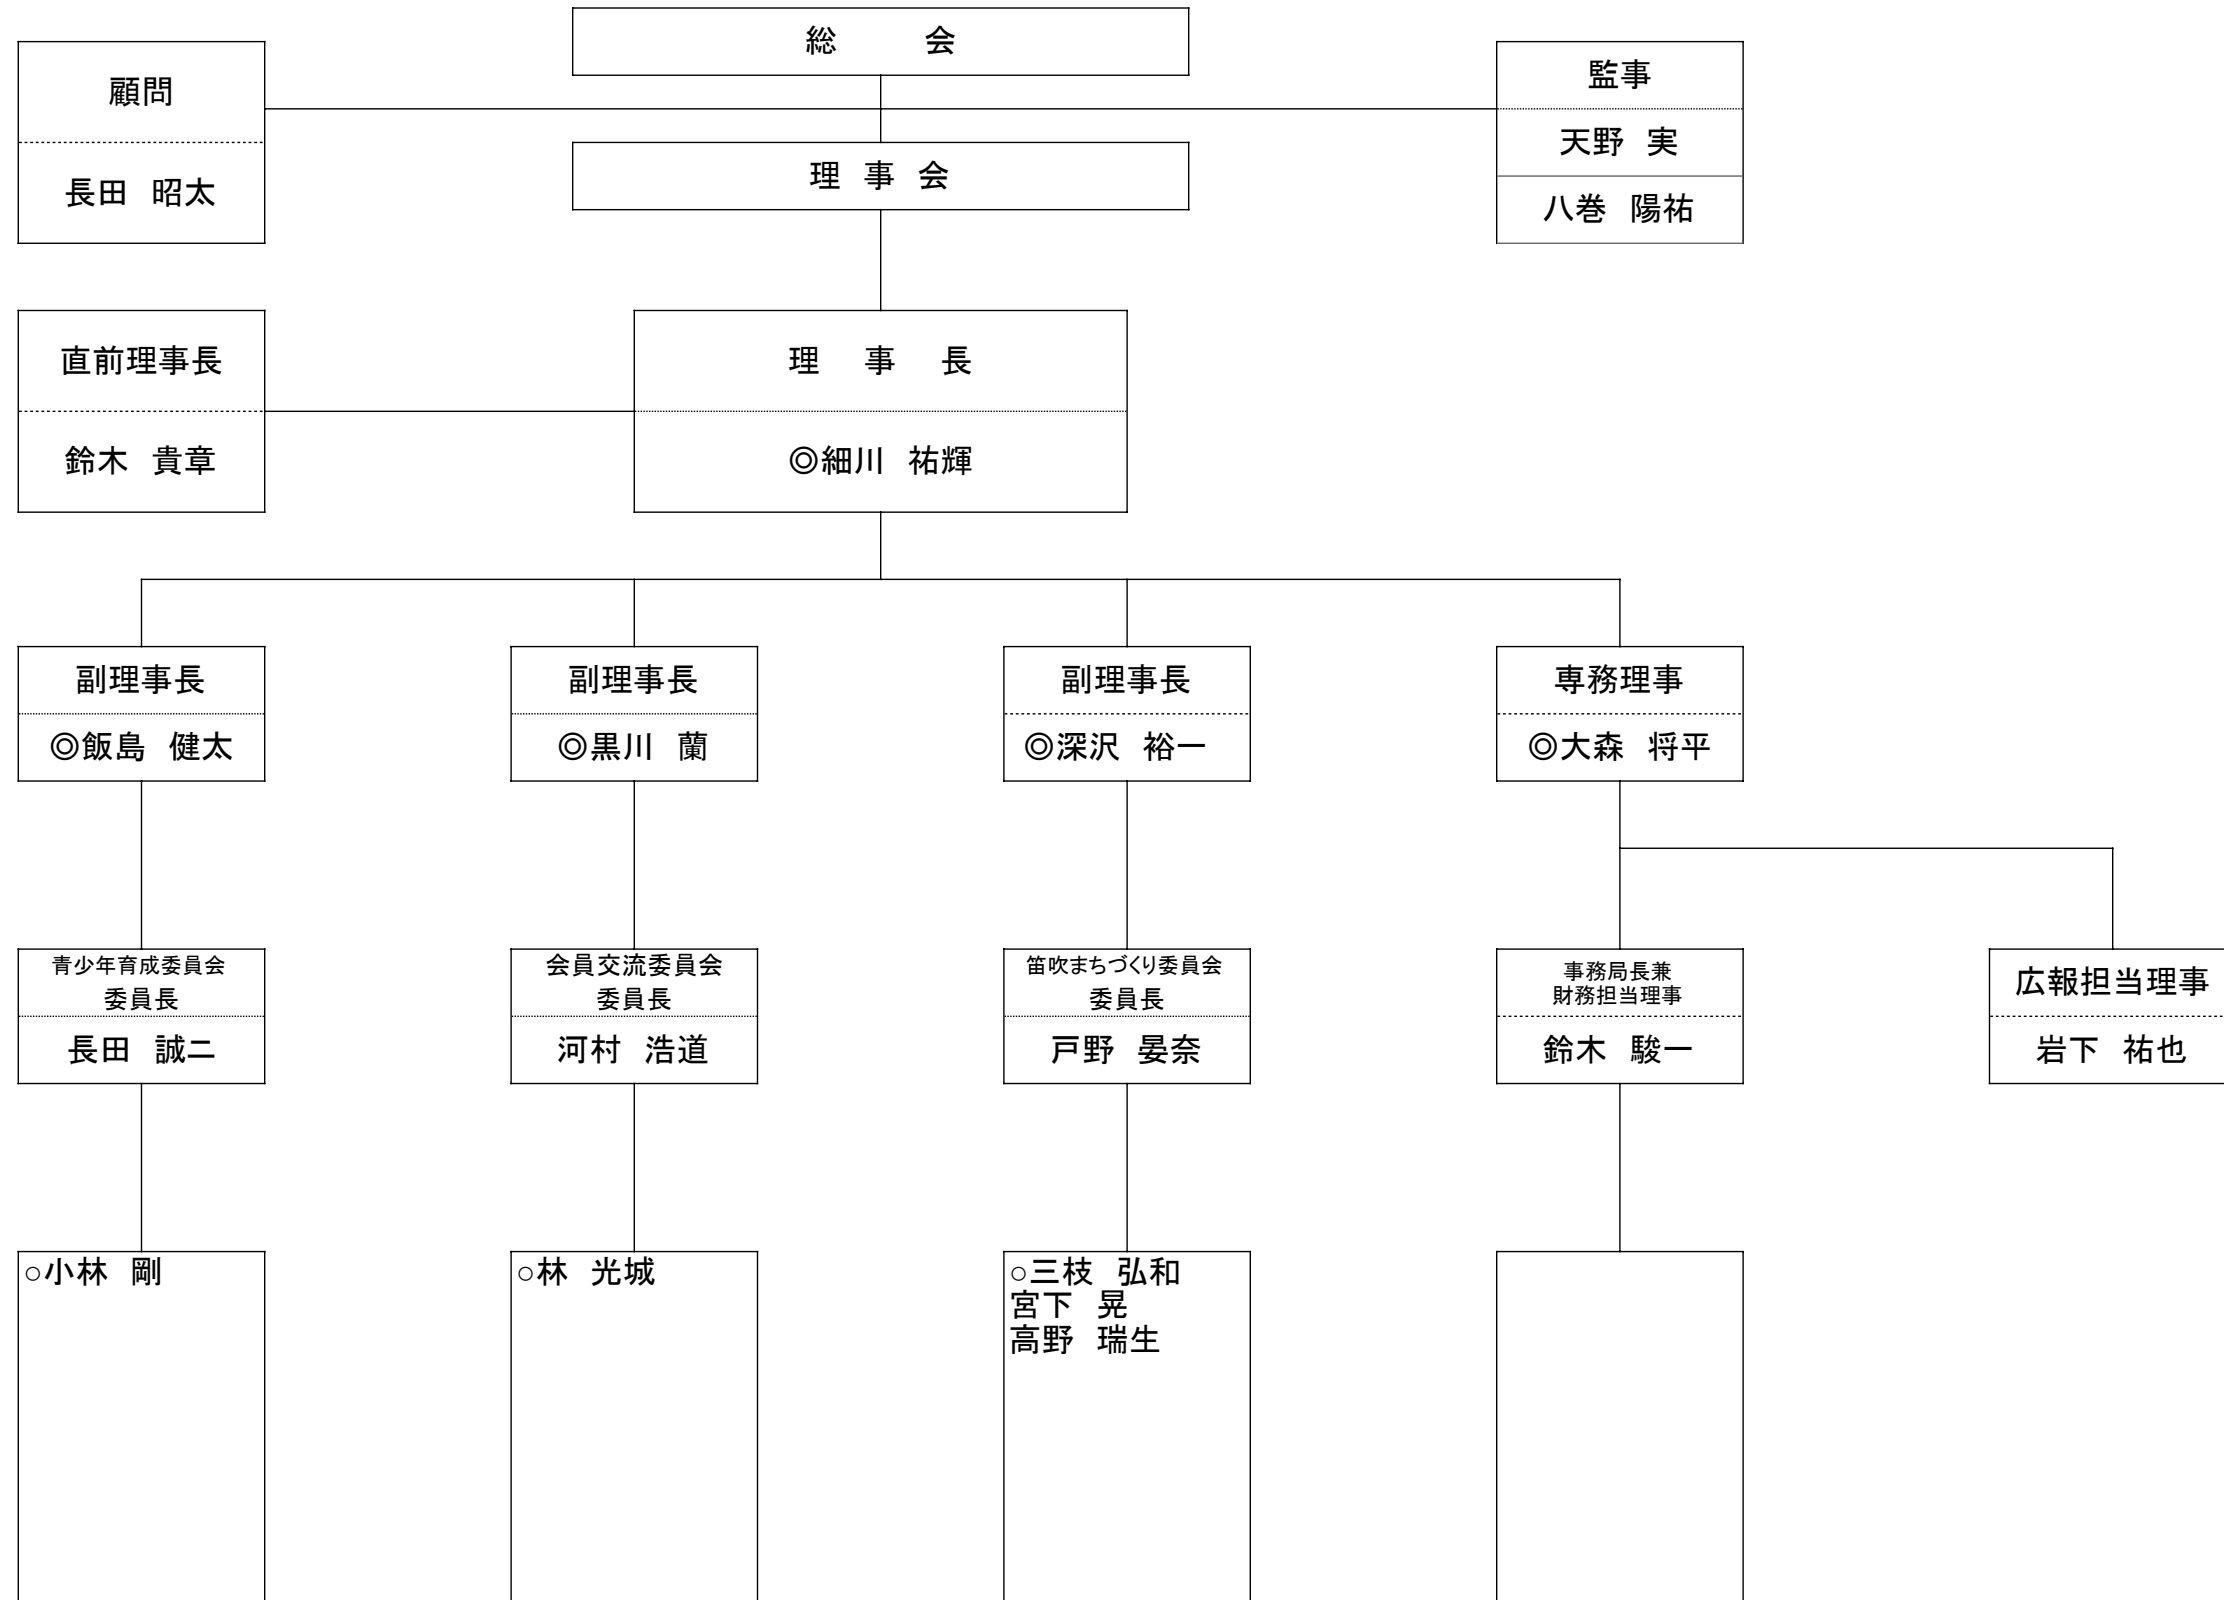 総　　会
顧問
長田　昭太
監事
天野　実
八巻　陽祐
理　事　会
直前理事長
鈴木　貴章
理　事　長
◎細川　祐輝
副理事長
◎飯島　健太
副理事長
◎黒川　蘭
副理事長
◎深沢　裕一
専務理事
◎大森　将平
青少年育成委員会
委員長
長田　誠二
会員交流委員会
委員長
河村　浩道
笛吹まちづくり委員会
委員長
戸野　晏奈
事務局長兼
財務担当理事
鈴木　駿一
広報担当理事
岩下　祐也
○小林　剛
○林　光城
○三枝　弘和
宮下　晃
高野　瑞生